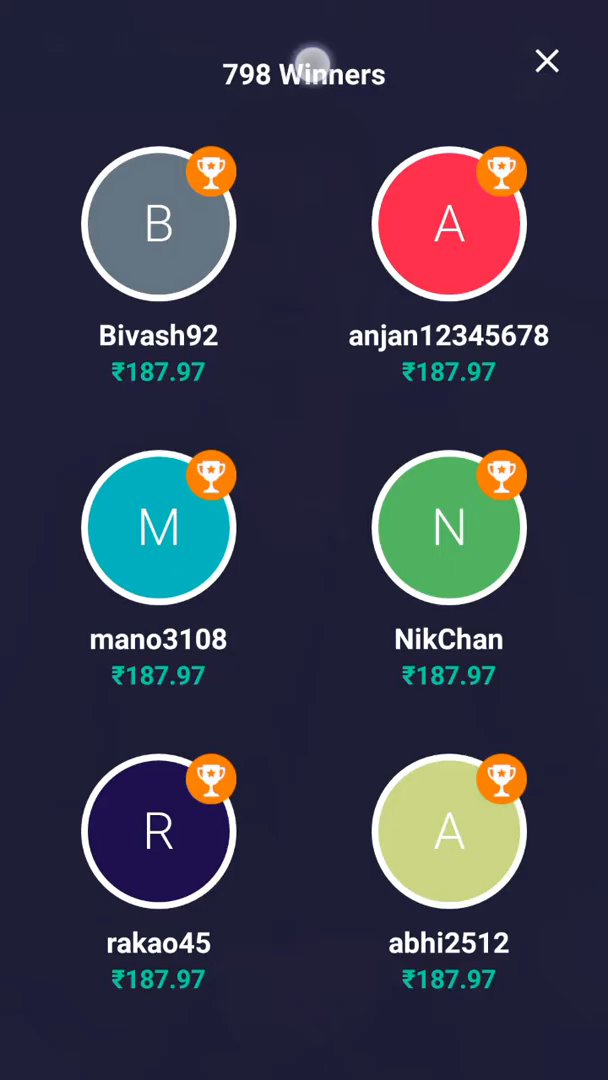 798 Winners
B
A
Bivash92
anjan12345678
₹187.97
₹187.97
M
N
mano3108
NikChan
₹187.97
₹187.97
R
A
rakao45
abhi2512
₹187.97
₹187.97